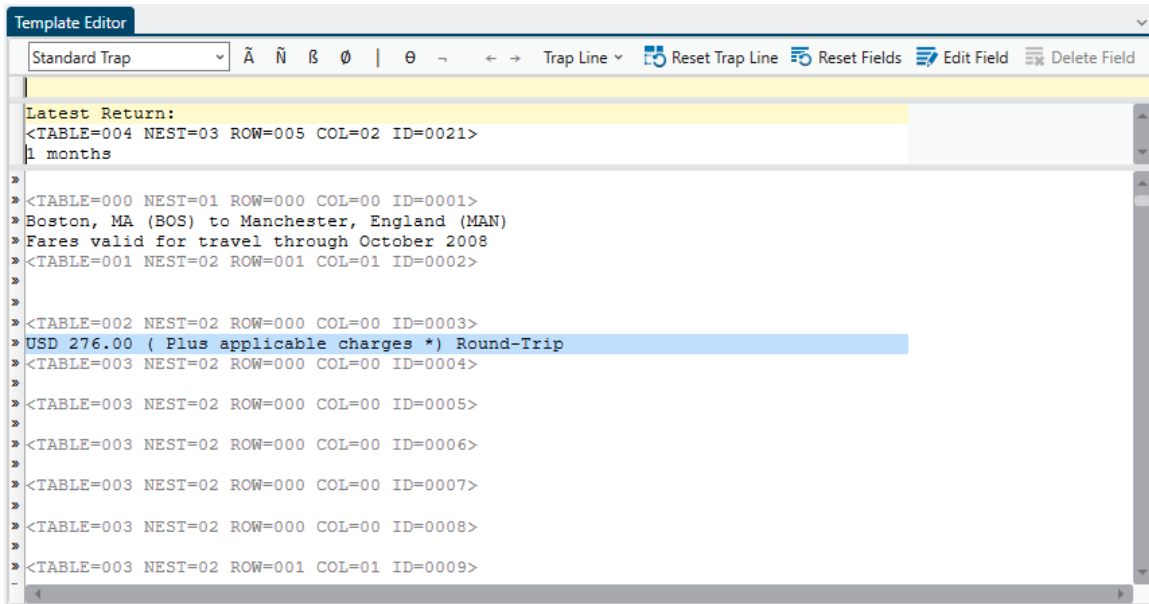 Template Editor
Standard Trap Ã Ñ ß Ø | ɵ ¬ ← → Trap Line Reset Trap Line Reset Fields Edit Field Delete Field
Latest Return:
<TABLE=004 NEST=03 ROW=005 COL=02 ID=0021>
1 months
<TABLE=000 NEST=01 ROW=000 COL=00 ID=0001>
Boston, MA (BOS) to Manchester, England (MAN)
Fares valid for travel through October 2008
<TABLE=001 NEST=02 ROW=001 COL=01 ID=0002>
<TABLE=002 NEST=02 ROW=000 COL=00 ID=0003>
USD 276.00 ( Plus applicable charges *) Round-Trip
<TABLE=003 NEST=02 ROW=000 COL=00 ID=0004>
<TABLE=003 NEST=02 ROW=000 COL=00 ID=0005>
<TABLE=003 NEST=02 ROW=000 COL=00 ID=0006>
<TABLE=003 NEST=02 ROW=000 COL=00 ID=0007>
<TABLE=003 NEST=02 ROW=000 COL=00 ID=0008>
<TABLE=003 NEST=02 ROW=001 COL=01 ID=0009>